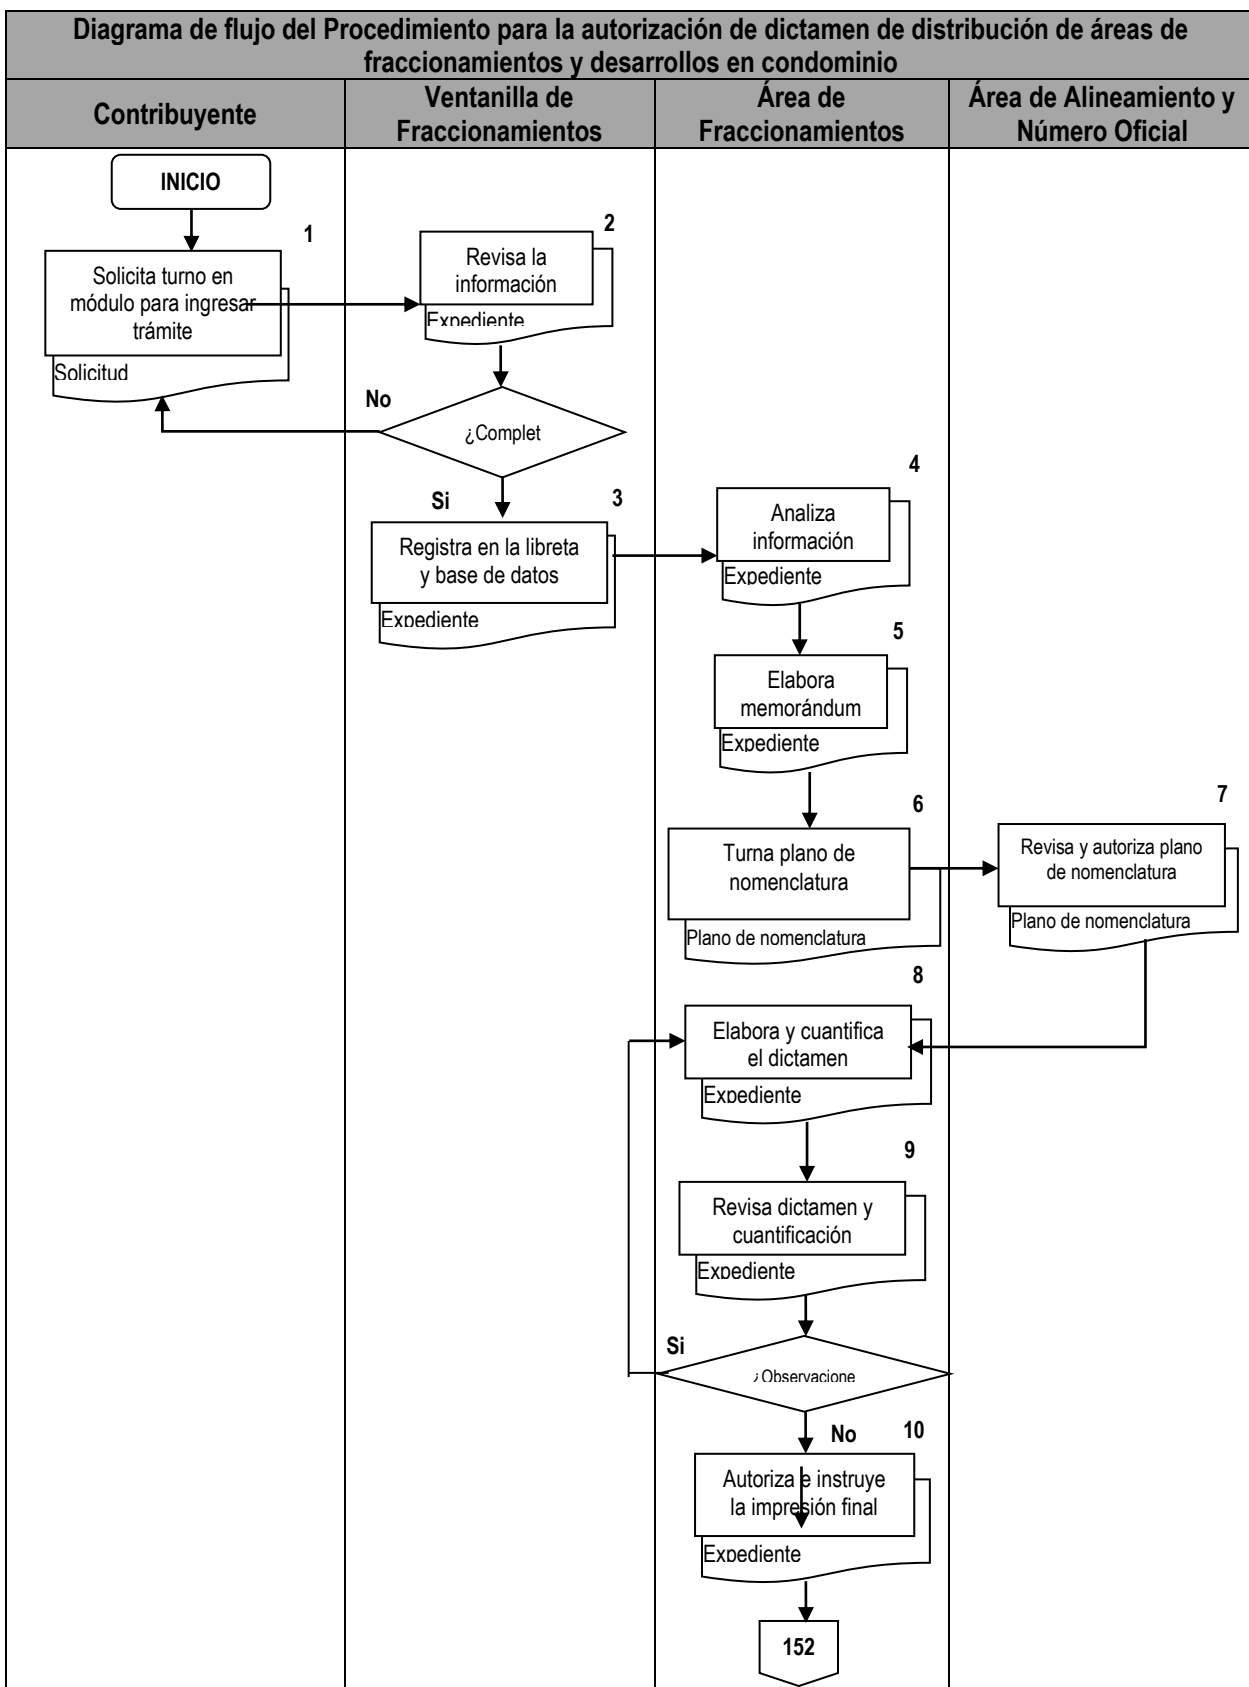 Diagrama de flujo del Procedimiento para la autorización de dictamen de distribución de áreas de
fraccionamientos y desarrollos en condominio
Contribuyente
Ventanilla de
Fraccionamientos
Área de
Fraccionamientos
Área de Alineamiento y
Número Oficial
INICIO
1
Solicita turno en
módulo para ingresar
trámite
Solicitud
2
Revisa la
información
Expediente
No
¿Complet
Si
3
Registra en la libreta
y base de datos
Expediente
4
Analiza
información
Expediente
5
Elabora
memorándum
Expediente
6
Turna plano de
nomenclatura
Plano de nomenclatura
7
Revisa y autoriza plano
de nomenclatura
Plano de nomenclatura
8
Elabora y cuantifica
el dictamen
Expediente
9
Revisa dictamen y
cuantificación
Expediente
Si
¿Observacione
No
10
Autoriza e instruye
la impresión final
Expediente
152